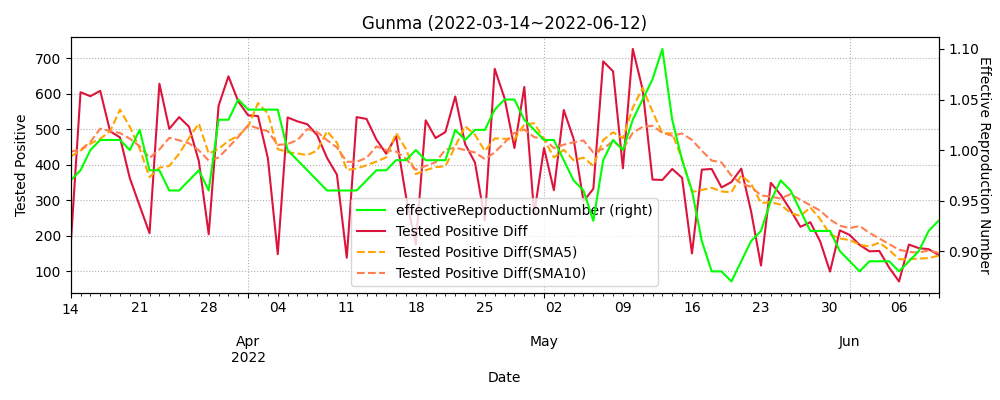 Gunma (2022-03-14~2022-06-12)
Tested Positive
700
600
500
400
300
200
100
1.10
1.05
1.00
0.95
0.90
Effective Reproduction Number
effectiveReproductionNumber (right)
Tested Positive Diff
Tested Positive Diff(SMA5)
Tested Positive Diff(SMA10)
14 21 28 04 11 18 25 02 09 16 23 30 06
Apr May Jun
2022
Date